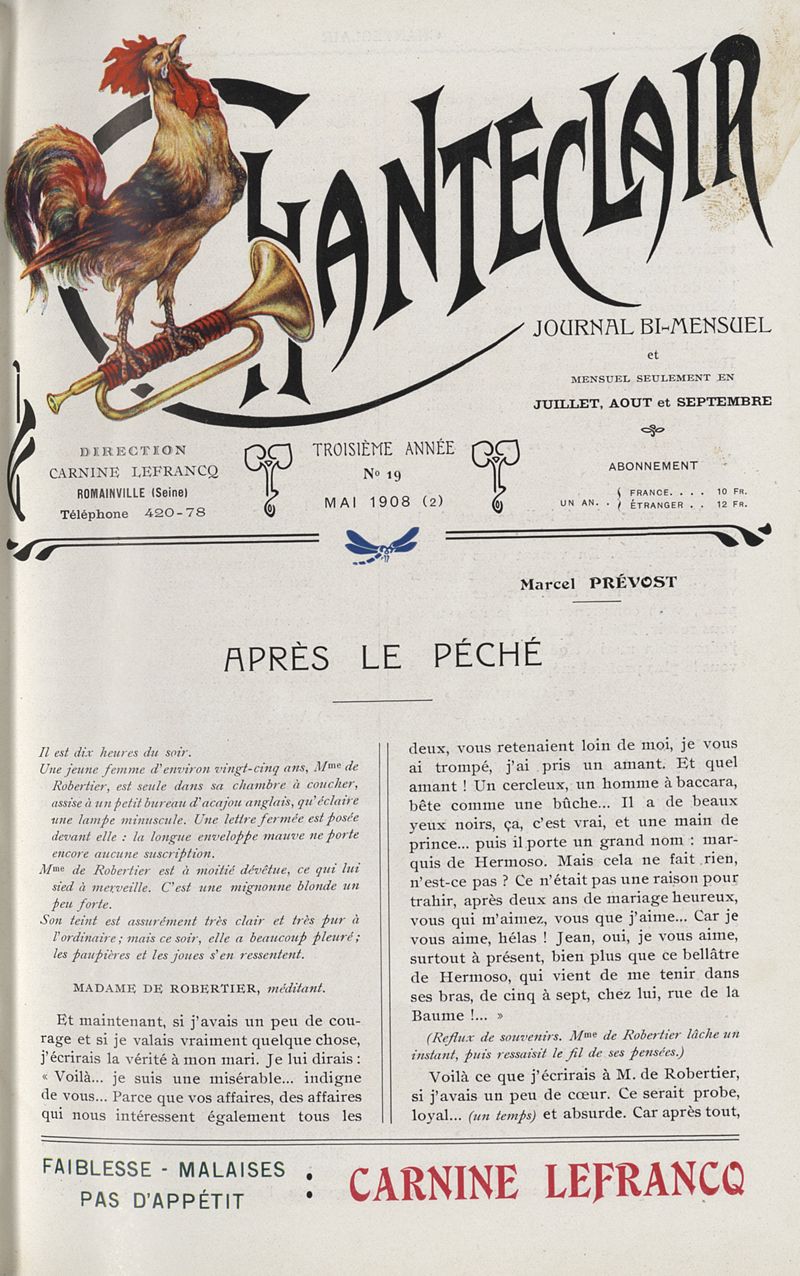 CHANTECLAIR
JOURNAL BI-MENSUEL
et
MENSUEL SEULEMENT EN
JUILLET, AOUT et SEPTEMBRE
DIRECTION
CARNINE LEFRANCQ
ROMAINVILLE (Seine)
Téléphone 420-78
TROISIÈME ANNÉE
No 19
MAI 1908 (2)
ABONNEMENT
UN AN. . { FRANCE. . . . 10 FR.
ÉTRANGER . . 12 FR.
Marcel PRÉVOST
APRÈS LE PÉCHÉ
Il est dix heures du soir.
Une jeune femme d'environ vingt-cinq ans, Mme de
Robertier, est seule dans sa chambre à coucher,
assise à un petit bureau d'acajou anglais, qu'éclaire
une lampe minuscule. Une lettre fermée est posée
devant elle : la longue enveloppe mauve ne porte
encore aucune suscription.
Mme de Robertier est à moitié dévêtue, ce qui lui
sied à merveille. C'est une mignonne blonde un
peu forte.
Son teint est assurément très clair et très pur à
l'ordinaire ; mais ce soir, elle a beaucoup pleuré ;
les paupières et les joues s'en ressentent.
MADAME DE ROBERTIER, méditant.
Et maintenant, si j'avais un peu de cou-
rage et si je valais vraiment quelque chose,
j'écrirais la vérité à mon mari. Je lui dirais :
« Voilà... je suis une misérable... indigne
de vous... Parce que vos affaires, des affaires
qui nous intéressent également tous les
deux, vous retenaient loin de moi, je vous
ai trompé, j'ai pris un amant. Et quel
amant ! Un cercleux, un homme à baccara,
bête comme une bûche... Il a de beaux
yeux noirs, ça, c'est vrai, et une main de
prince... puis il porte un grand nom : mar-
quis de Hermoso. Mais cela ne fait rien,
n'est-ce pas ? Ce n'était pas une raison pour
trahir, après deux ans de mariage heureux,
vous qui m'aimez, vous que j'aime... Car je
vous aime, hélas ! Jean, oui, je vous aime,
surtout à présent, bien plus que ce bellâtre
de Hermoso, qui vient de me tenir dans
ses bras, de cinq à sept, chez lui, rue de la
Baume !... »
(Reflux de souvenirs. Mme de Robertier lâche un
instant, puis ressaisit le fil de ses pensées.)
Voilà ce que j'écrirais à M. de Robertier,
si j'avais un peu de cœur. Ce serait probe,
loyal... (un temps) et absurde. Car après tout,
FAIBLESSE - MALAISES
PAS D'APPÉTIT
: CARNINE LEFRANCQ